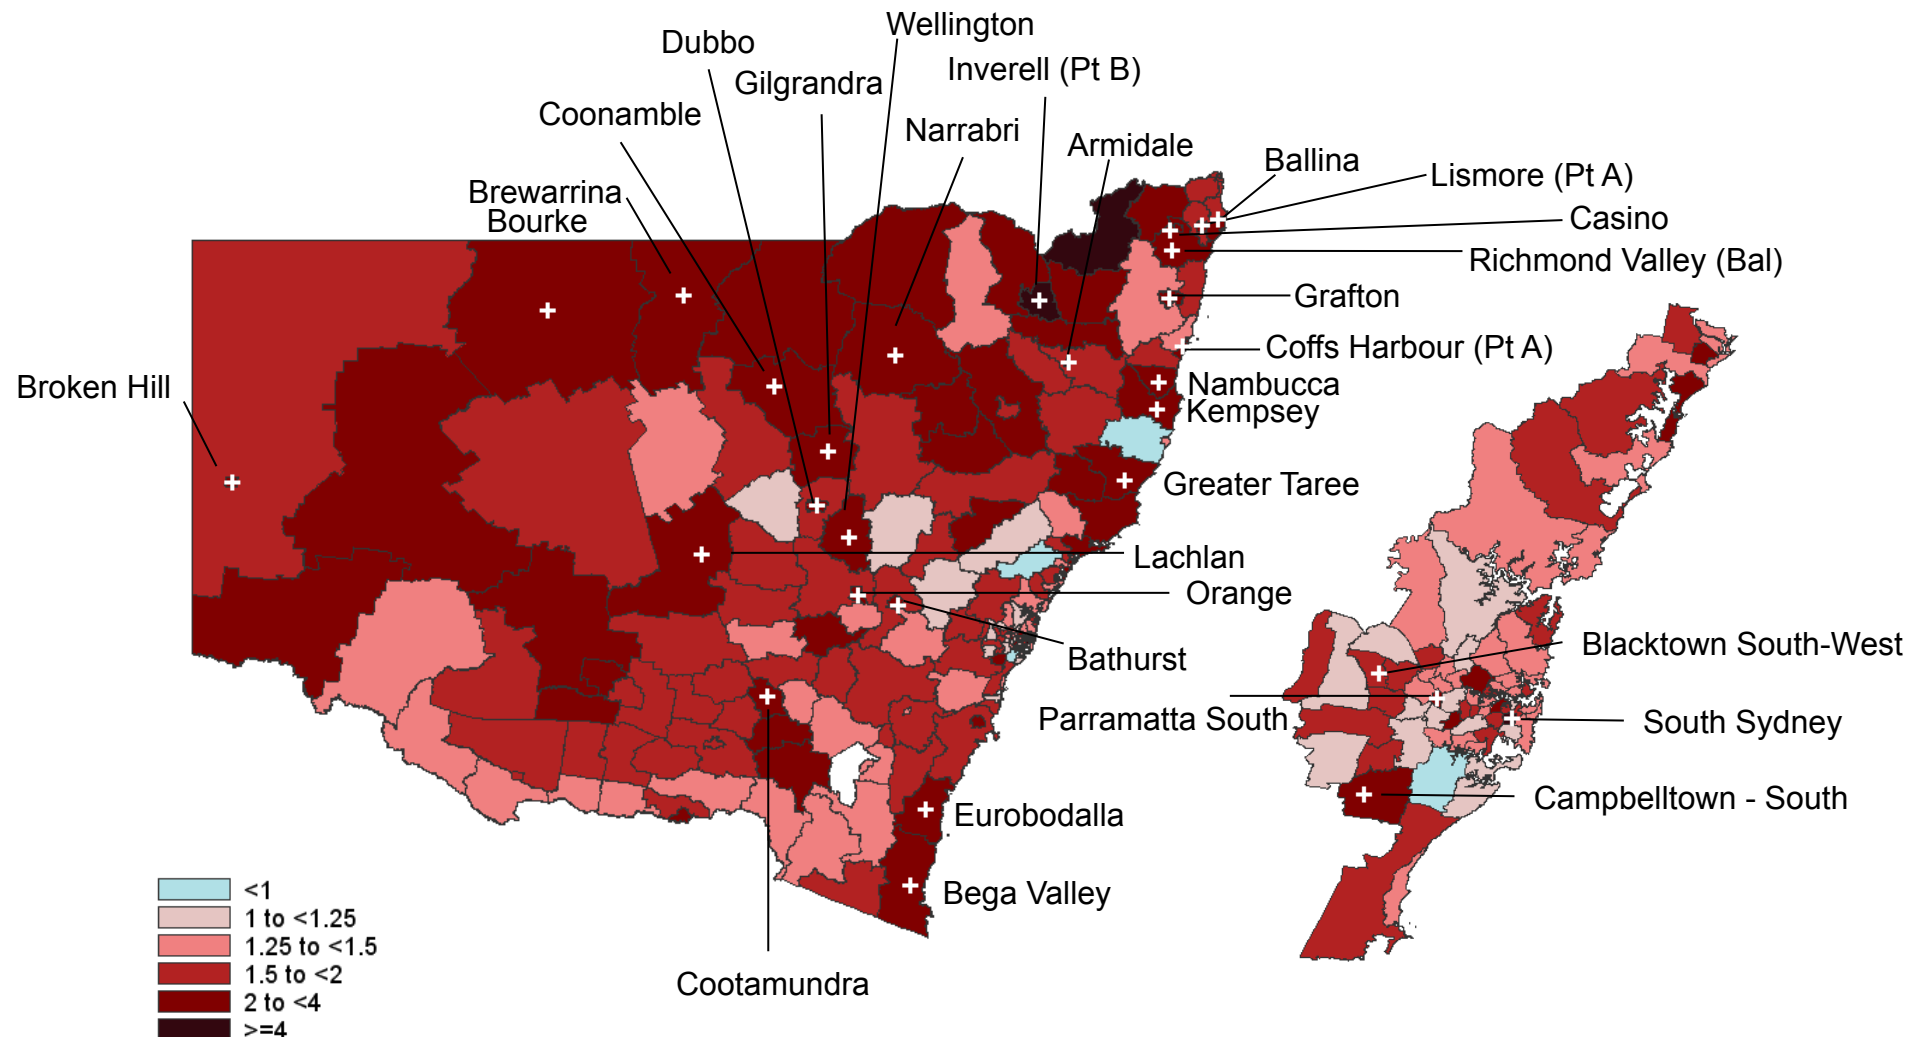 Wellington
Dubbo
Inverell (Pt B)
Gilgrandra
Coonamble
Narrabri
Armidale
Ballina
Lismore (Pt A)
Brewarrina
Bourke
Casino
Richmond Valley (Bal)
Grafton
Coffs Harbour (Pt A)
Broken Hill
Nambucca
Kempsey
Greater Taree
Lachlan
Orange
Blacktown South-West
Bathurst
Parramatta South
South Sydney
Campbelltown - South
Eurobodalla
Bega Valley
<1
1 to <1.25
1.25 to <1.5
1.5 to <2
2 to <4
>=4
Cootamundra